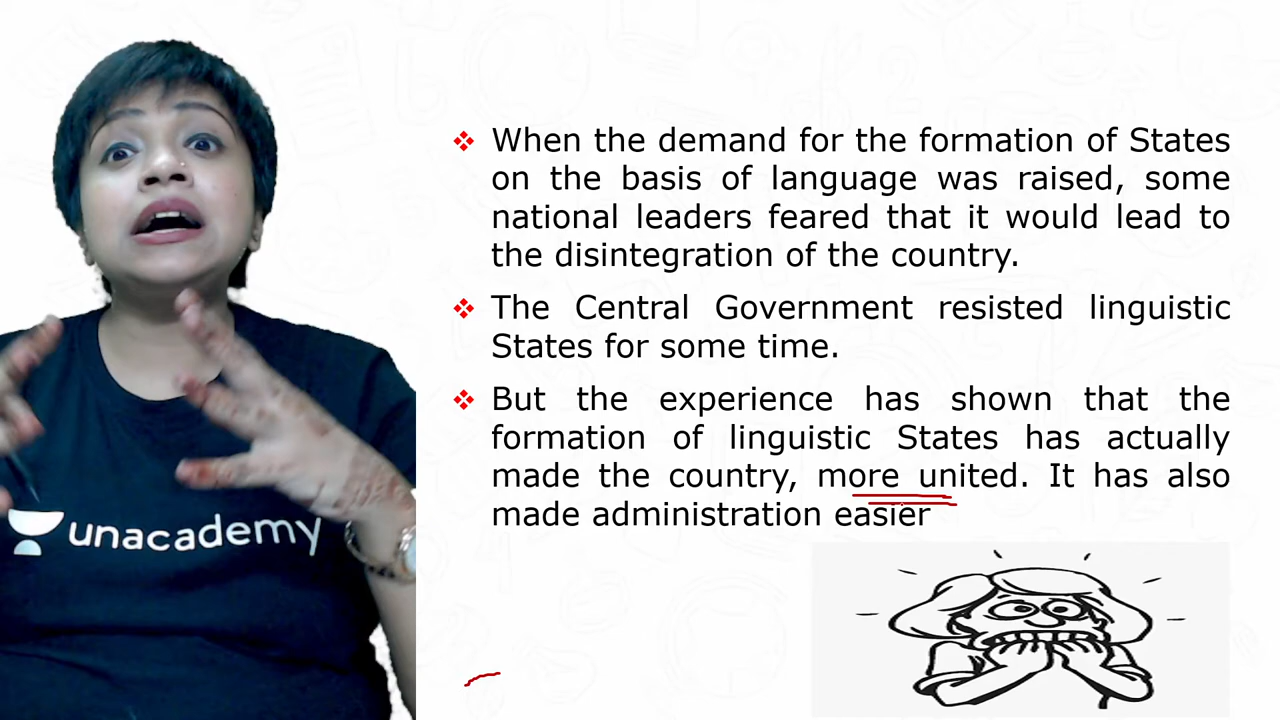 When the demand for the formation of States
on the basis of language was raised, some
national leaders feared that it would lead to
the disintegration of the country.
The Central Government resisted linguistic
States for some time.
But the experience has shown that the
formation of linguistic States has actually
made the country, more united. It has also
made administration easier
unacademy